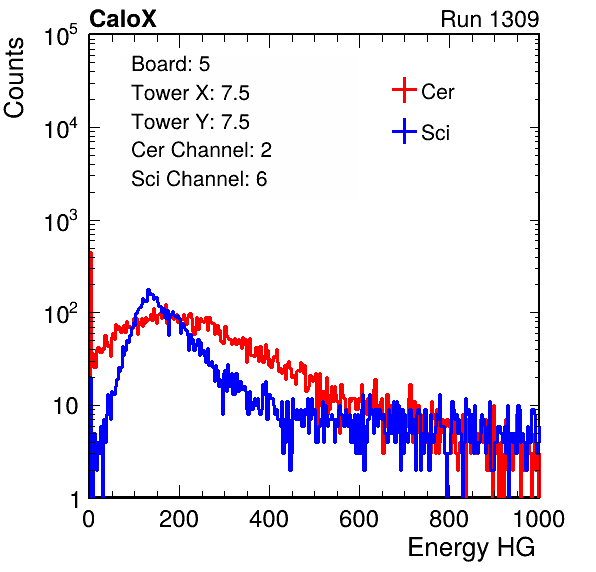 CaloX Run 1309
Counts
Board: 5
Tower X: 7.5
Tower Y: 7.5
Cer Channel: 2
Sci Channel: 6
Cer
Sci
10^5
10^4
10^3
10^2
10
1
0 200 400 600 800 1000
Energy HG